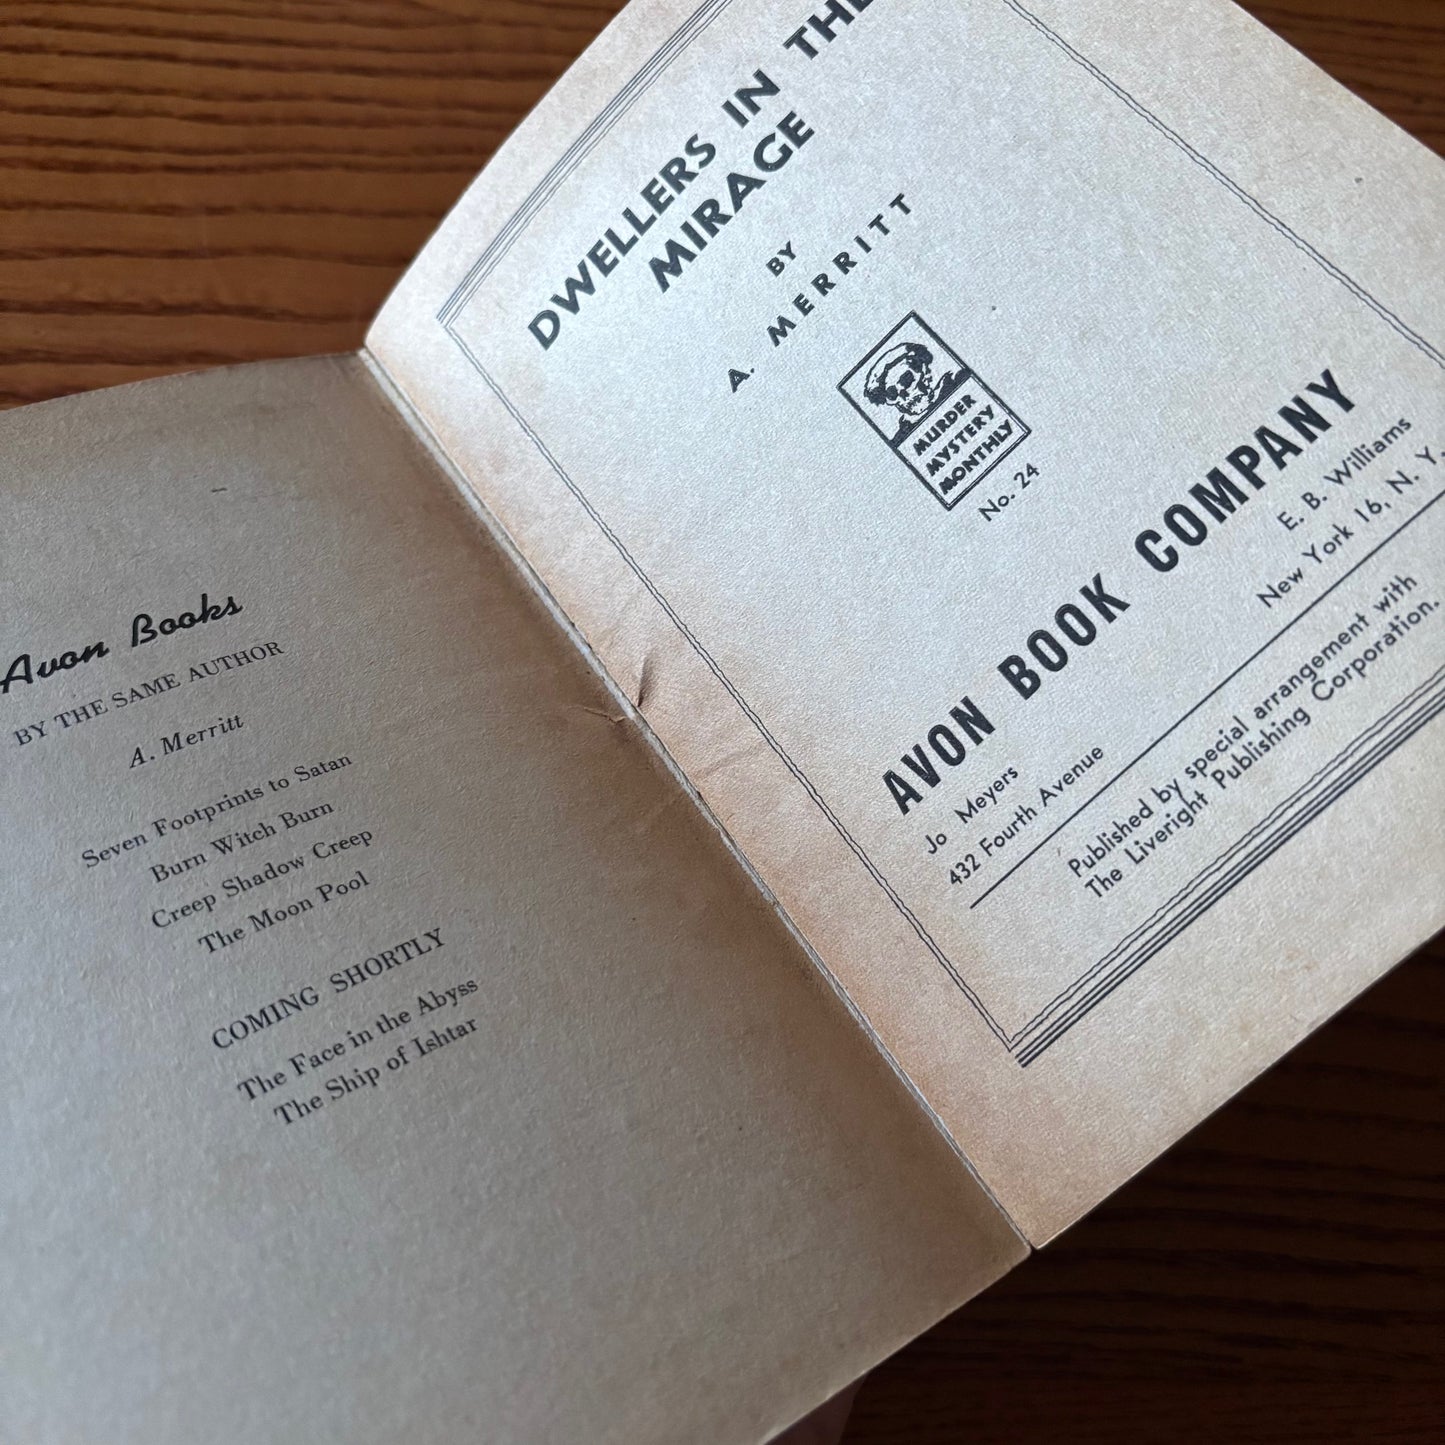 Avon Books
BY THE SAME AUTHOR
A. Merritt
Seven Footprints to Satan
Burn Witch Burn
Creep Shadow Creep
The Moon Pool
COMING SHORTLY
The Face in the Abyss
The Ship of Ishtar
DWELLERS IN THE
MIRAGE
BY
A. MERRITT
MURDER
MYSTERY
MONTHLY
No. 24
AVON BOOK COMPANY
Jo Meyers E. B. Williams
432 Fourth Avenue New York 16, N. Y.
Published by special arrangement with
The Liveright Publishing Corporation.